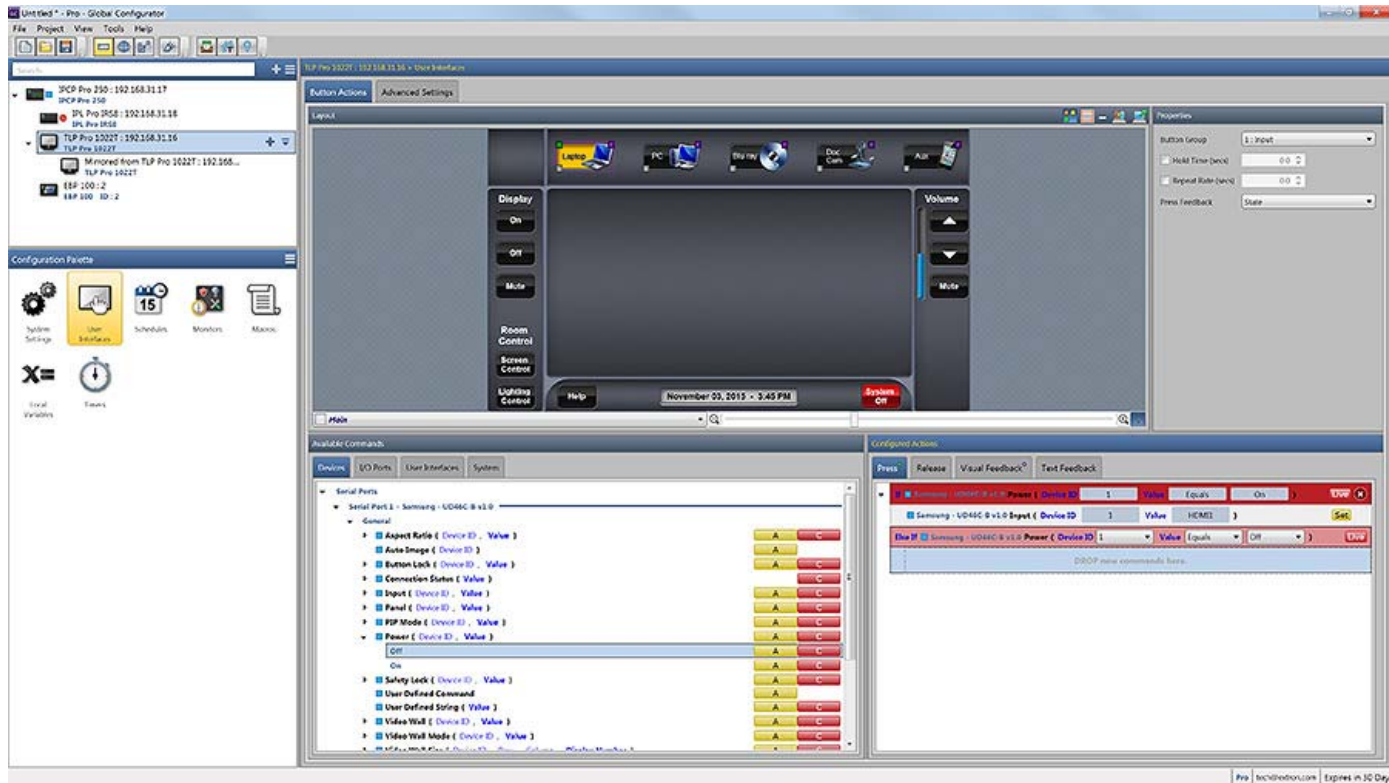 Untitled * - Pro - Global Configurator
File Project View Tools Help
Search
TLP Pro 1022T : 192.168.31.16 > User Interfaces
IPCP Pro 250 : 192.168.31.17
IPCP Pro 250
IPL Pro IRS8 : 192.168.31.18
IPL Pro IRS8
TLP Pro 1022T : 192.168.31.16
TLP Pro 1022T
Mirrored from TLP Pro 1022T : 192.168...
TLP Pro 1022T
EBP 100 : 2
EBP 100 ID : 2
Configuration Palette
System Settings
User Interfaces
15
Schedules
Monitors
Macros
X=
Local Variables
Timers
Button Actions Advanced Settings
Layout
Laptop PC Blu-ray Doc Cam Aux
Display
On
Off
Mute
Room Control
Screen Control
Lighting Control
Volume
Mute
Help
November 03, 2015 - 3:45 PM
System Off
Main
Properties
Button Group 1 : Input
Hold Time (secs) 0.0
Repeat Rate (secs) 0.0
Press Feedback State
Available Commands
Devices I/O Ports User Interfaces System
Serial Ports
Serial Port 1 - Samsung - UD46C-B v1.0
General
Aspect Ratio ( Device ID , Value ) A C
Auto Image ( Device ID ) A
Button Lock ( Device ID , Value ) A C
Connection Status ( Value ) C
Input ( Device ID , Value ) A C
Panel ( Device ID , Value ) A C
PIP Mode ( Device ID , Value ) A C
Power ( Device ID , Value ) A C
Off A C
On A C
Safety Lock ( Device ID , Value ) A C
User Defined Command A
User Defined String ( Value ) A C
Video Wall ( Device ID , Value ) A C
Video Wall Mode ( Device ID , Value ) A C
Configured Actions
Press Release Visual Feedback Text Feedback
If Samsung - UD46C-B v1.0 Power ( Device ID 1 Value Equals On ) Live
Samsung - UD46C-B v1.0 Input ( Device ID 1 Value HDMI1 ) Set
Else If Samsung - UD46C-B v1.0 Power ( Device ID 1 Value Equals Off ) Live
DROP new commands here.
Pro tech@extron.com Expires in 30 Day